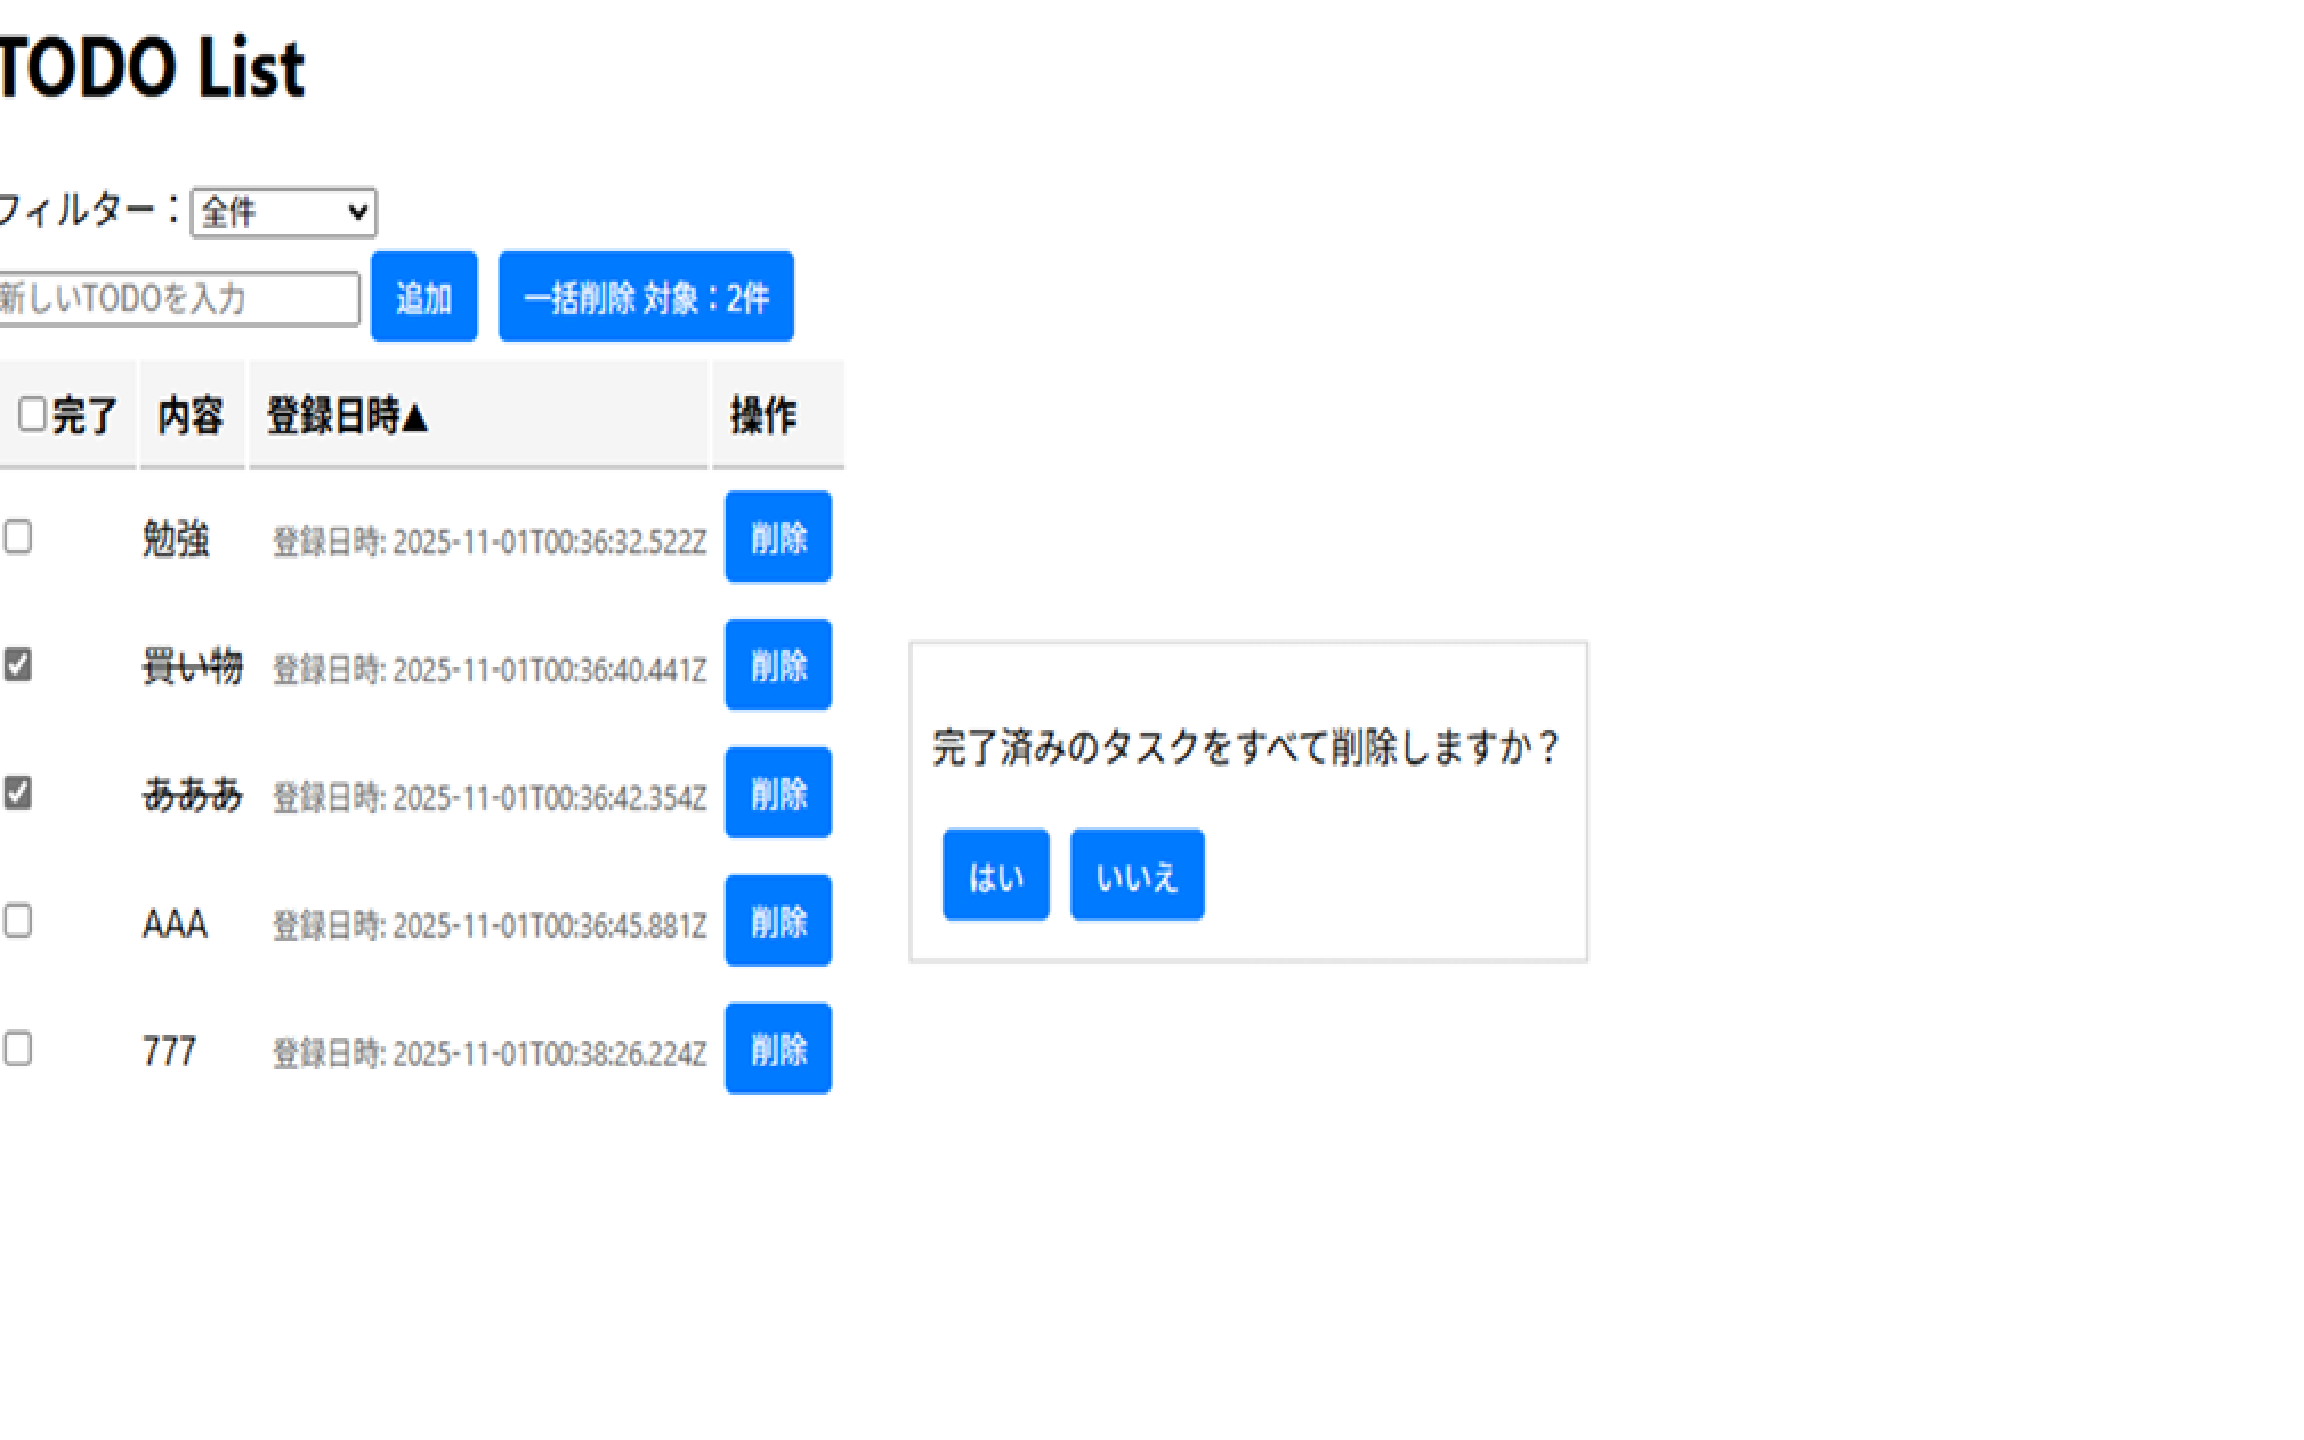 TODO List
フィルター：全件
新しいTODOを入力 追加 一括削除 対象：2件
完了 内容 登録日時▲ 操作
勉強 登録日時: 2025-11-01T00:36:32.522Z 削除
買い物 登録日時: 2025-11-01T00:36:40.441Z 削除
あああ 登録日時: 2025-11-01T00:36:42.354Z 削除
AAA 登録日時: 2025-11-01T00:36:45.881Z 削除
777 登録日時: 2025-11-01T00:38:26.224Z 削除
完了済みのタスクをすべて削除しますか？
はい いいえ